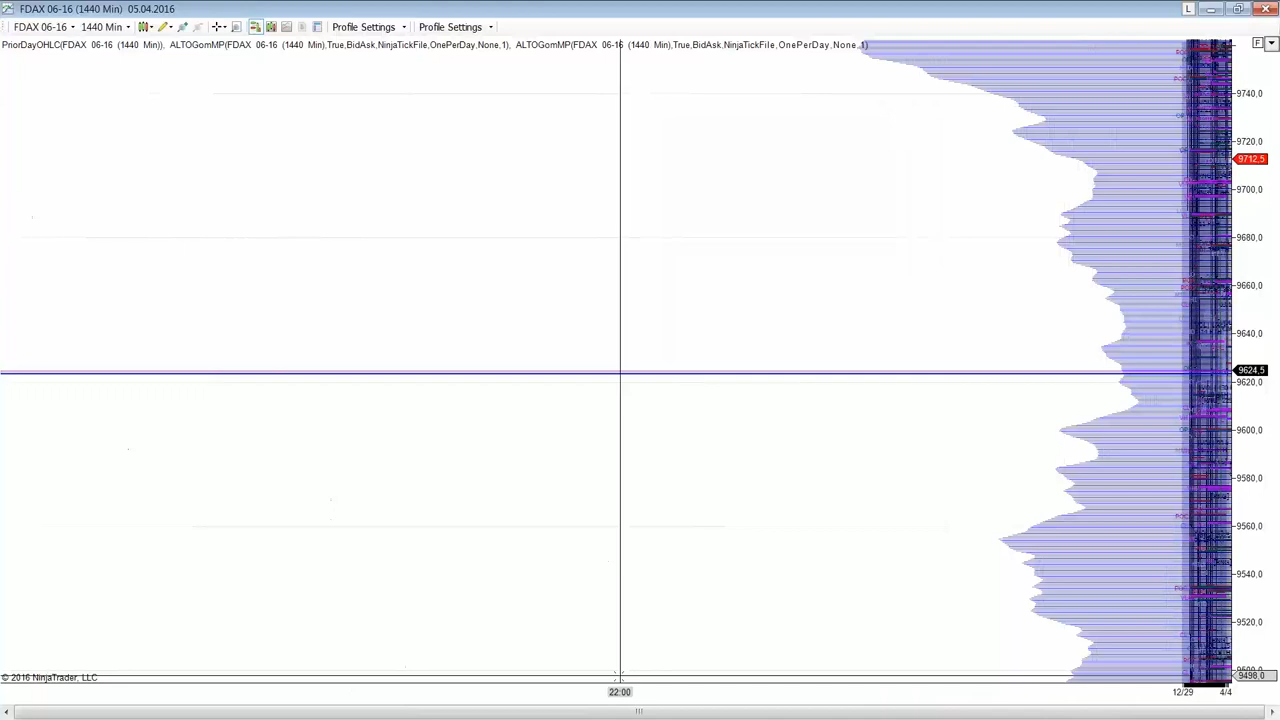 FDAX 06-16 (1440 Min) 05.04.2016
L
FDAX 06-16 1440 Min Profile Settings Profile Settings
PriorDayOHLC(FDAX 06-16 (1440 Min)), ALTOGomMP(FDAX 06-16 (1440 Min),True,BidAsk,NinjaTickFile,OnePerDay,None OGomMP(FDAX 06-16 (1440 Min),True,BidAsk,NinjaTickFile,OnePerDay,None,1)
F
9740,0
9720,0
9712,5
9700,0
9680,0
9660,0
9640,0
9624,5
9620,0
9600,0
9580,0
9560,0
9540,0
9520,0
9498,0
© 2016 NinjaTrader, LLC
22:00 12/29 4/4